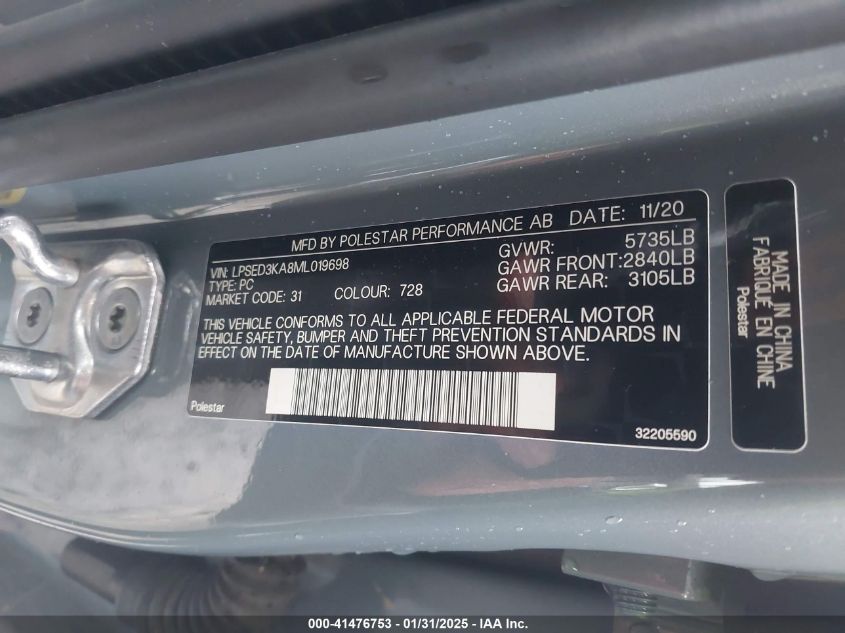 MFD BY POLESTAR PERFORMANCE AB DATE: 11/20
VIN: LPSED3KA8ML019698
TYPE: PC
MARKET CODE: 31 COLOUR: 728
GVWR: 5735LB
GAWR FRONT:2840LB
GAWR REAR: 3105LB
THIS VEHICLE CONFORMS TO ALL APPLICABLE FEDERAL MOTOR
VEHICLE SAFETY, BUMPER AND THEFT PREVENTION STANDARDS IN
EFFECT ON THE DATE OF MANUFACTURE SHOWN ABOVE.
Polestar
32205590
MADE IN CHINA
FABRIQUE EN CHINE
Polestar
000-41476753 / 01/31/2025 - IAA Inc.